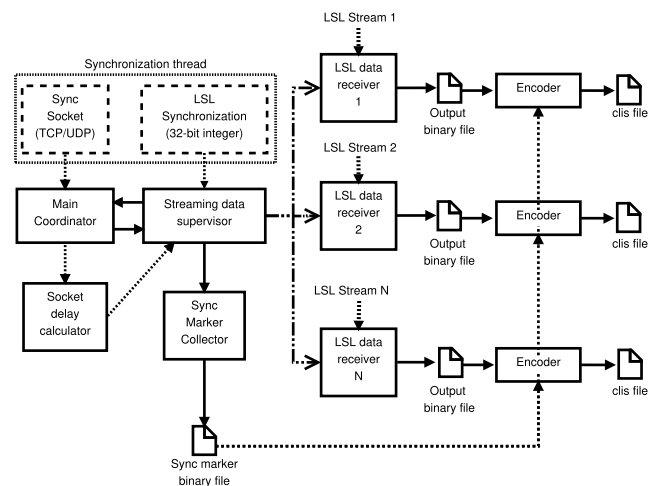 LSL Stream 1
Synchronization thread
Sync
Socket
(TCP/UDP)
LSL
Synchronization
(32-bit integer)
LSL data
receiver
1
Output
binary file
Encoder
clis file
LSL Stream 2
Main
Coordinator
Streaming data
supervisor
LSL data
receiver
2
Output
binary file
Encoder
clis file
Socket
delay
calculator
Sync
Marker
Collector
LSL Stream N
LSL data
receiver
N
Output
binary file
Encoder
clis file
Sync marker
binary file